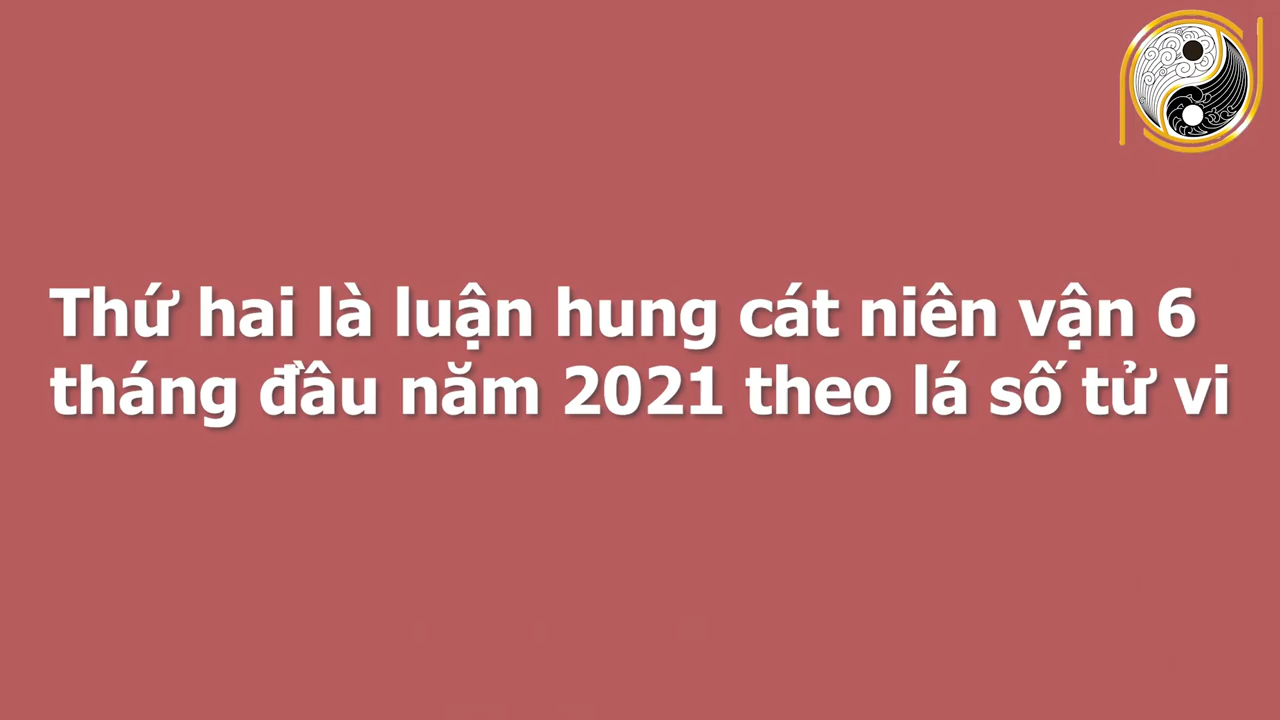 Thứ hai là luận hung cát niên vận 6
tháng đầu năm 2021 theo lá số tử vi